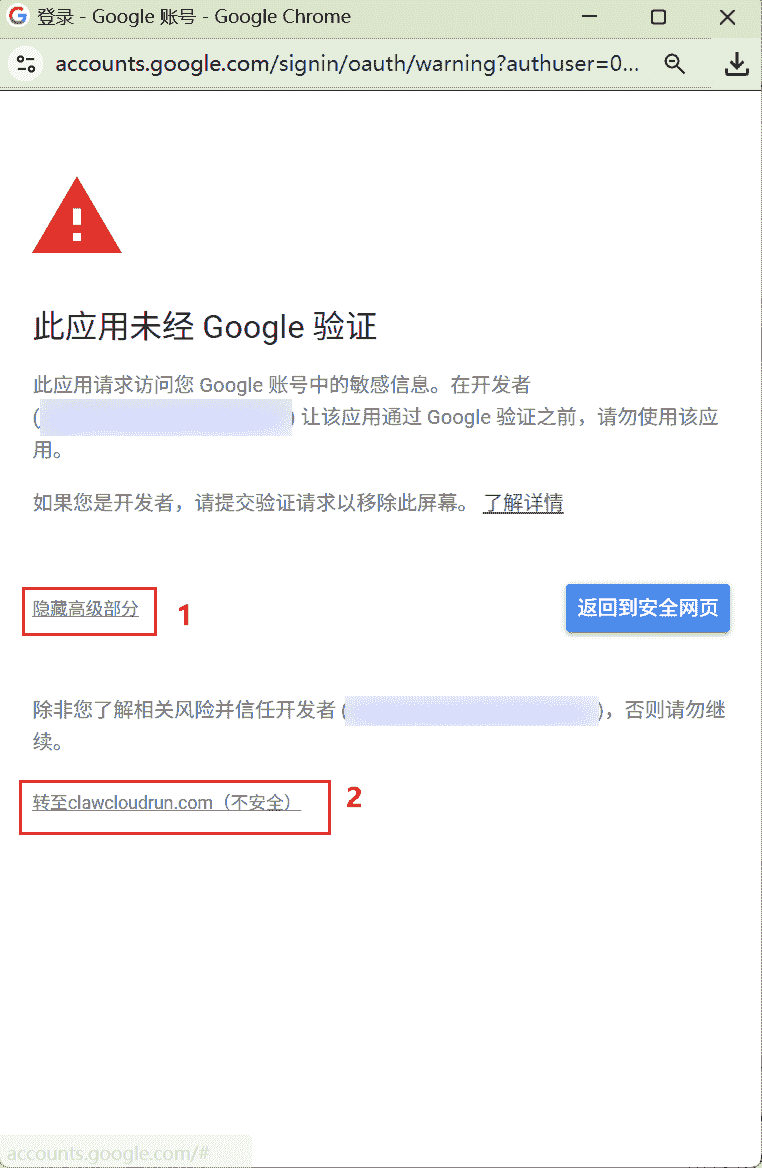 登录 - Google 账号 - Google Chrome
accounts.google.com/signin/oauth/warning?authuser=0...
此应用未经 Google 验证
此应用请求访问您 Google 账号中的敏感信息。在开发者
( ) 让该应用通过 Google 验证之前，请勿使用该应
用。
如果您是开发者，请提交验证请求以移除此屏幕。 了解详情
隐藏高级部分 1 返回到安全网页
除非您了解相关风险并信任开发者 ( )，否则请勿继
续。
转至clawcloudrun.com（不安全） 2
accounts.google.com/#